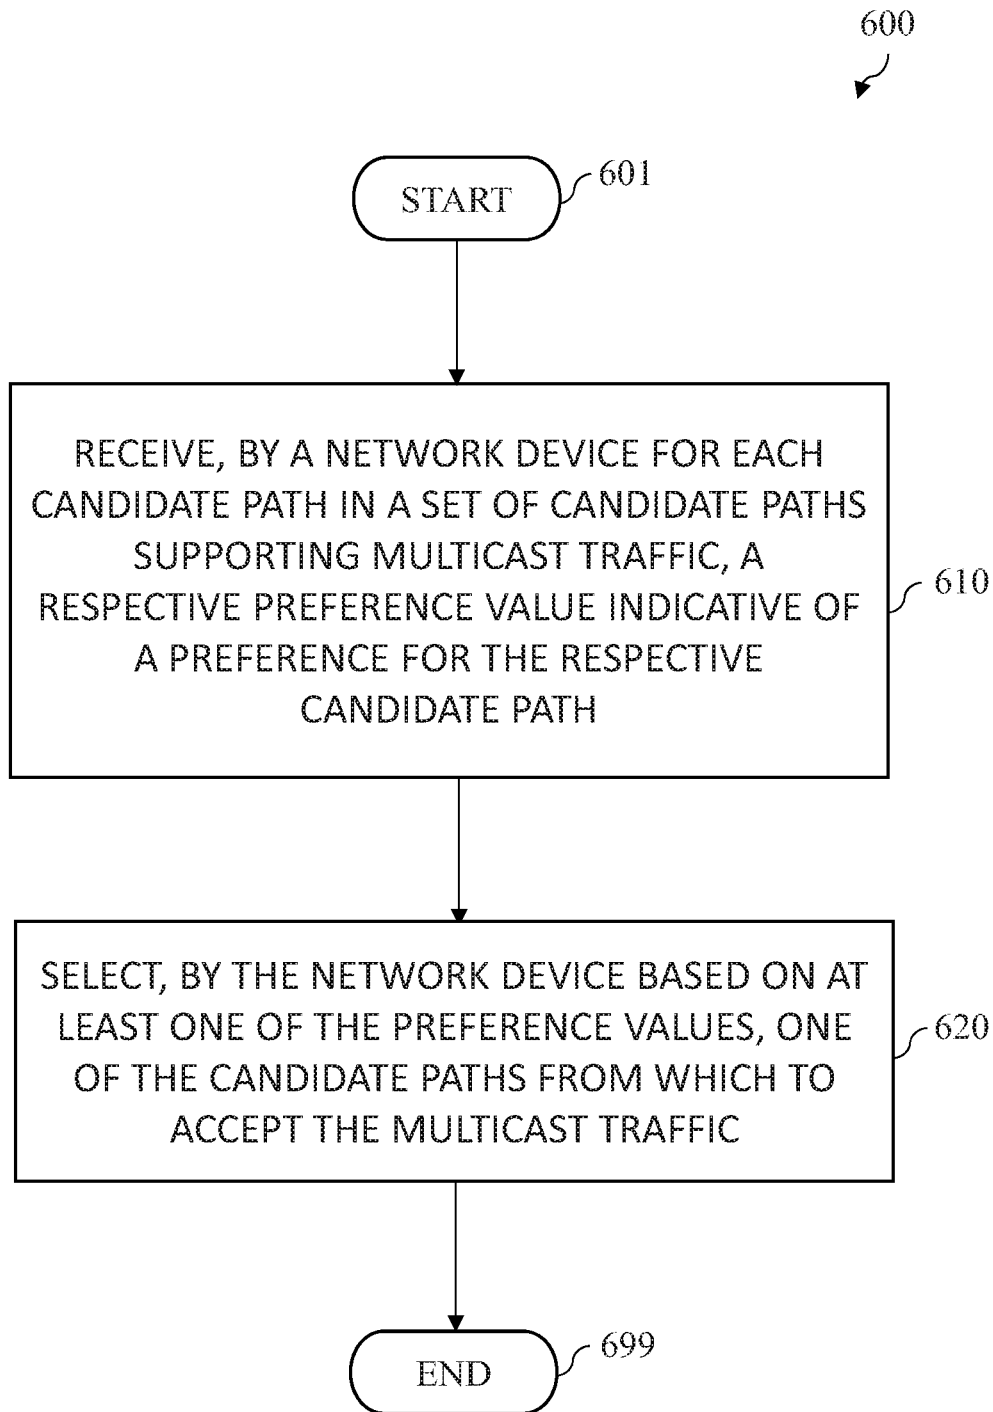 600
START
601
RECEIVE, BY A NETWORK DEVICE FOR EACH
CANDIDATE PATH IN A SET OF CANDIDATE PATHS
SUPPORTING MULTICAST TRAFFIC, A
RESPECTIVE PREFERENCE VALUE INDICATIVE OF
A PREFERENCE FOR THE RESPECTIVE
CANDIDATE PATH
610
SELECT, BY THE NETWORK DEVICE BASED ON AT
LEAST ONE OF THE PREFERENCE VALUES, ONE
OF THE CANDIDATE PATHS FROM WHICH TO
ACCEPT THE MULTICAST TRAFFIC
620
END
699